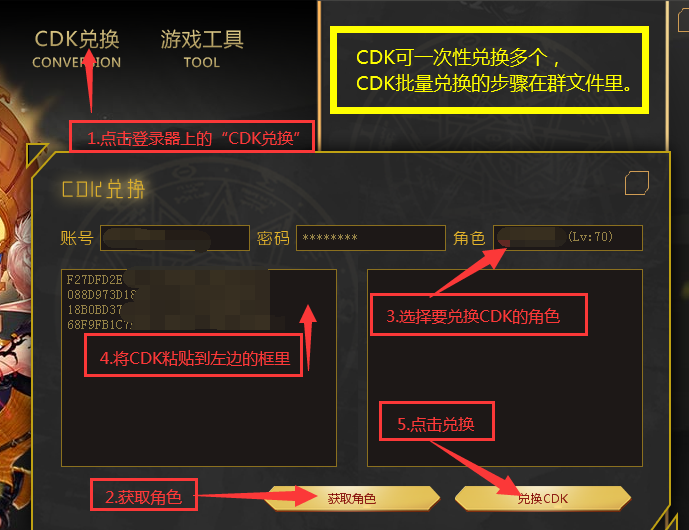 CDK兑换
CONVERSION
游戏工具
TOOL
CDK可一次性兑换多个，
CDK批量兑换的步骤在群文件里。
1.点击登录器上的“CDK兑换”
CDK兑换
账号
密码
********
角色
(Lv:70)
F27DFD2E
088D973D18
18B0BD37
68F9FB1C7
3.选择要兑换CDK的角色
4.将CDK粘贴到左边的框里
5.点击兑换
2.获取角色
获取角色
兑换CDK